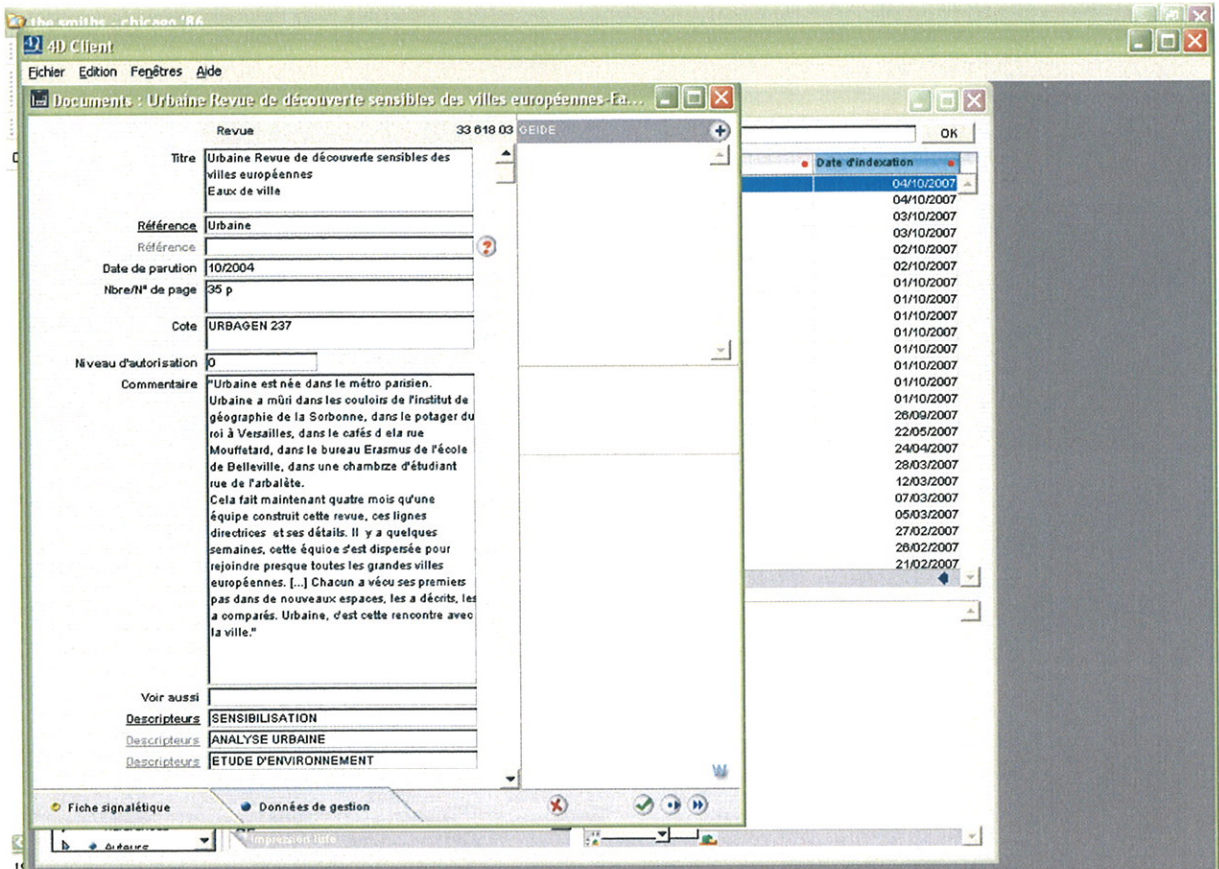 the smiths - chicago '86
4D Client
Fichier Edition Fenêtres Aide
Documents : Urbaine Revue de découverte sensibles des villes européennes-Ea...
Revue 33 618 03 GEIDE
OK
Titre Urbaine Revue de découverte sensibles des
villes européennes
Eaux de ville
Date d'indexation
Référence Urbaine
Référence
Date de parution 10/2004
Nbre/N° de page 35 p
Cote URBAGEN 237
Niveau d'autorisation 0
Commentaire "Urbaine est née dans le métro parisien.
Urbaine a mûri dans les couloirs de l'institut de
géographie de la Sorbonne, dans le potager du
roi à Versailles, dans le cafés d ela rue
Mouffetard, dans le bureau Erasmus de l'école
de Belleville, dans une chambrze d'étudiant
rue de l'arbalète.
Cela fait maintenant quatre mois qu'une
équipe construit cette revue, ces lignes
directrices et ses détails. Il y a quelques
semaines, cette équioe s'est dispersée pour
rejoindre presque toutes les grandes villes
européennes. [...] Chacun a vécu ses premiers
pas dans de nouveaux espaces, les a décrits, les
a comparés. Urbaine, c'est cette rencontre avec
la ville."
Voir aussi
Descripteurs SENSIBILISATION
Descripteurs ANALYSE URBAINE
Descripteurs ETUDE D'ENVIRONNEMENT
Fiche signalétique Données de gestion
04/10/2007
04/10/2007
03/10/2007
03/10/2007
02/10/2007
02/10/2007
01/10/2007
01/10/2007
01/10/2007
01/10/2007
01/10/2007
01/10/2007
01/10/2007
01/10/2007
26/09/2007
22/05/2007
24/04/2007
28/03/2007
12/03/2007
07/03/2007
05/03/2007
27/02/2007
26/02/2007
21/02/2007
Auteurs